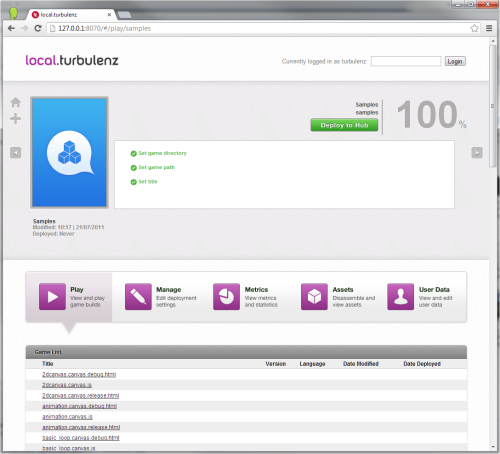 local.turbulenz
127.0.0.1:8070/#/play/samples
local.turbulenz
Currently logged in as turbulenz
Login
Samples
samples
100%
Deploy to Hub
Set game directory
Set game path
Set title
Samples
Modified: 10:17 | 21/07/2011
Deployed: Never
Play
View and play
game builds
Manage
Edit deployment
settings
Metrics
View metrics
and statistics
Assets
Disassemble and
view assets
User Data
View and edit
user data
Game List
Title Version Language Date Modified Date Deployed
2dcanvas.canvas.debug.html
2dcanvas.canvas.js
2dcanvas.canvas.release.html
animation.canvas.debug.html
animation.canvas.js
animation.canvas.release.html
basic_loop.canvas.debug.html
basic_loop.canvas.js